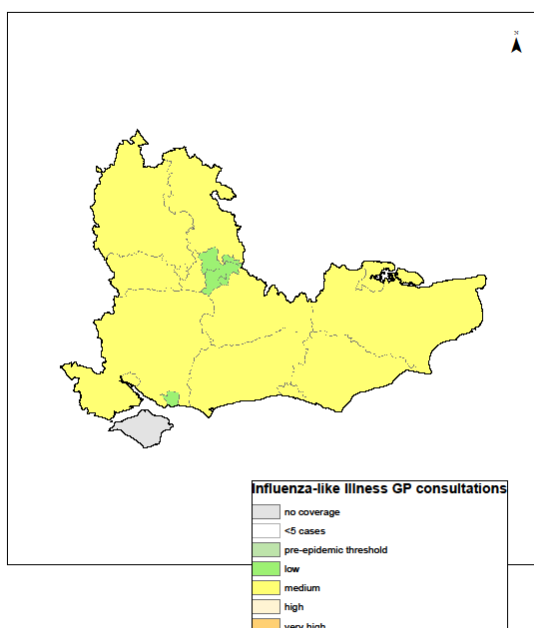 N
Influenza-like Illness GP consultations
no coverage
<5 cases
pre-epidemic threshold
low
medium
high
very high